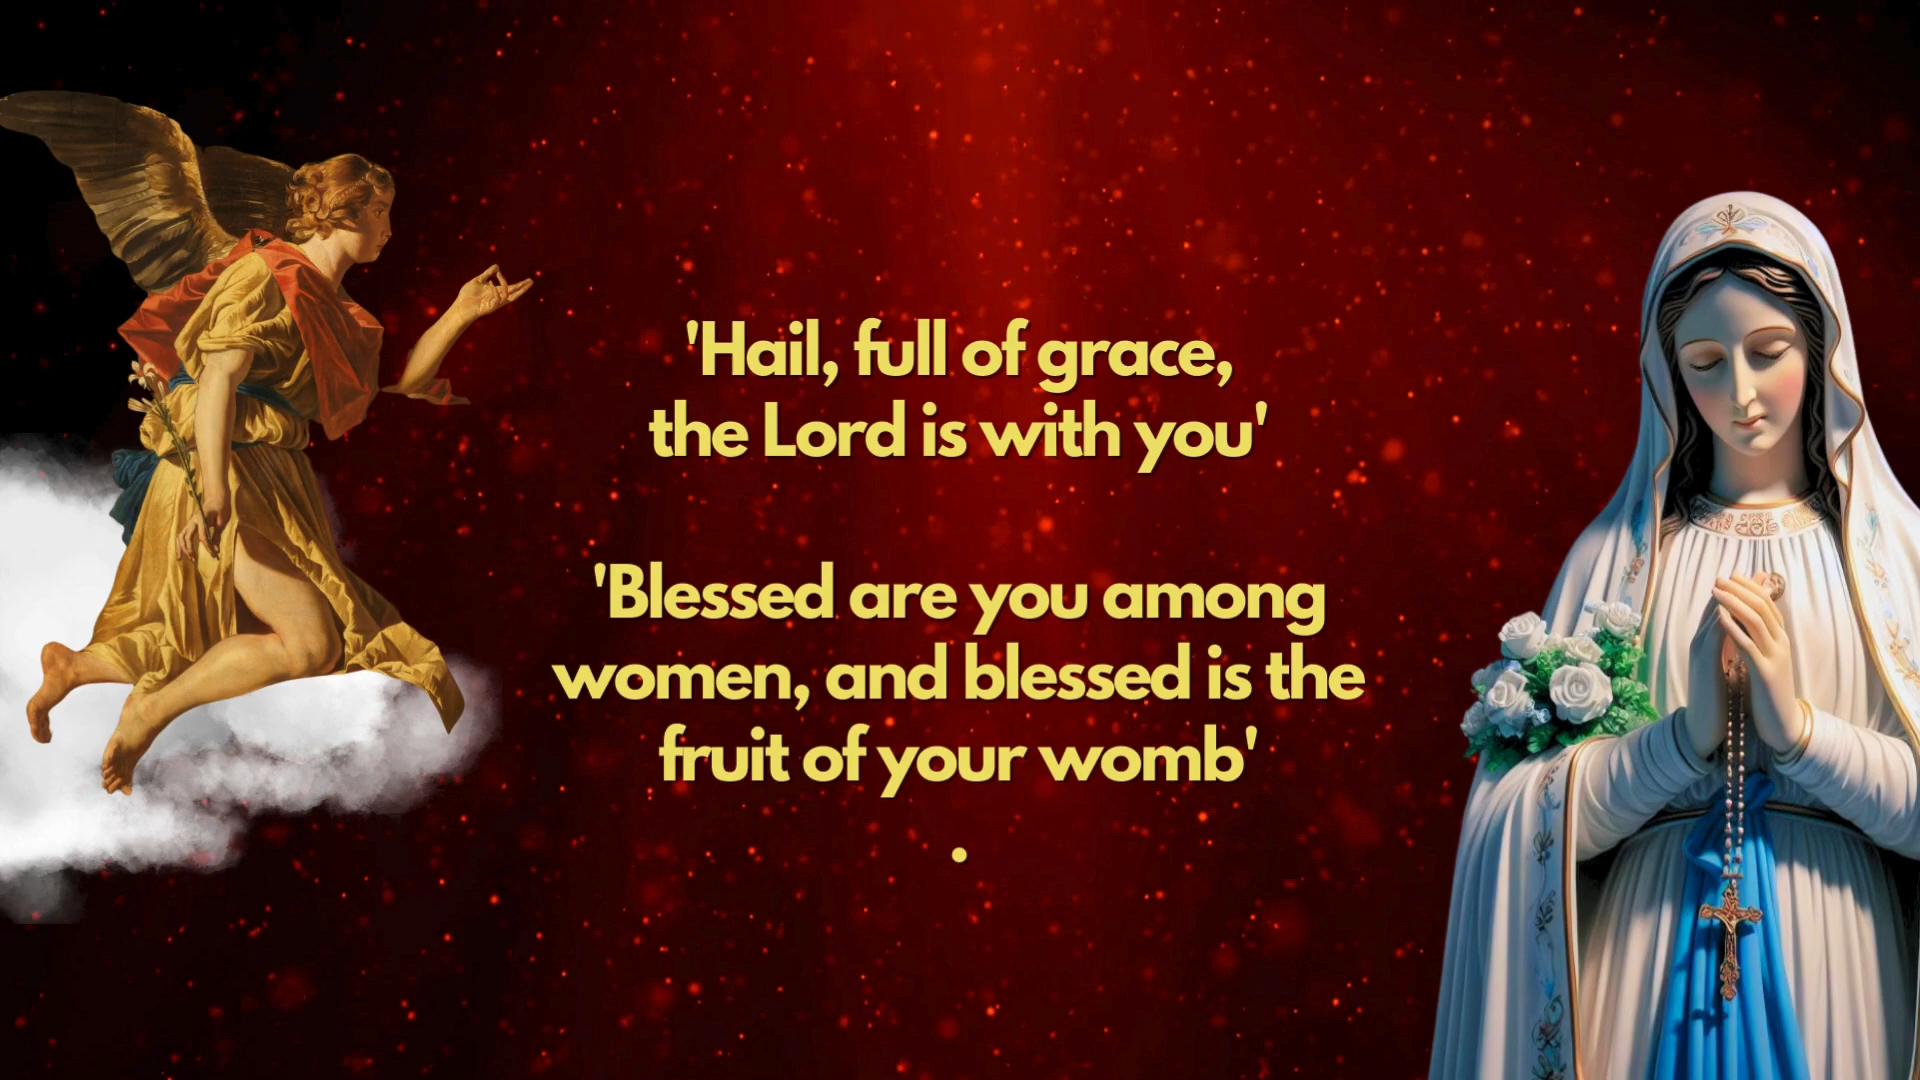 'Hail, full of grace,
the Lord is with you'
'Blessed are you among
women, and blessed is the
fruit of your womb'
.